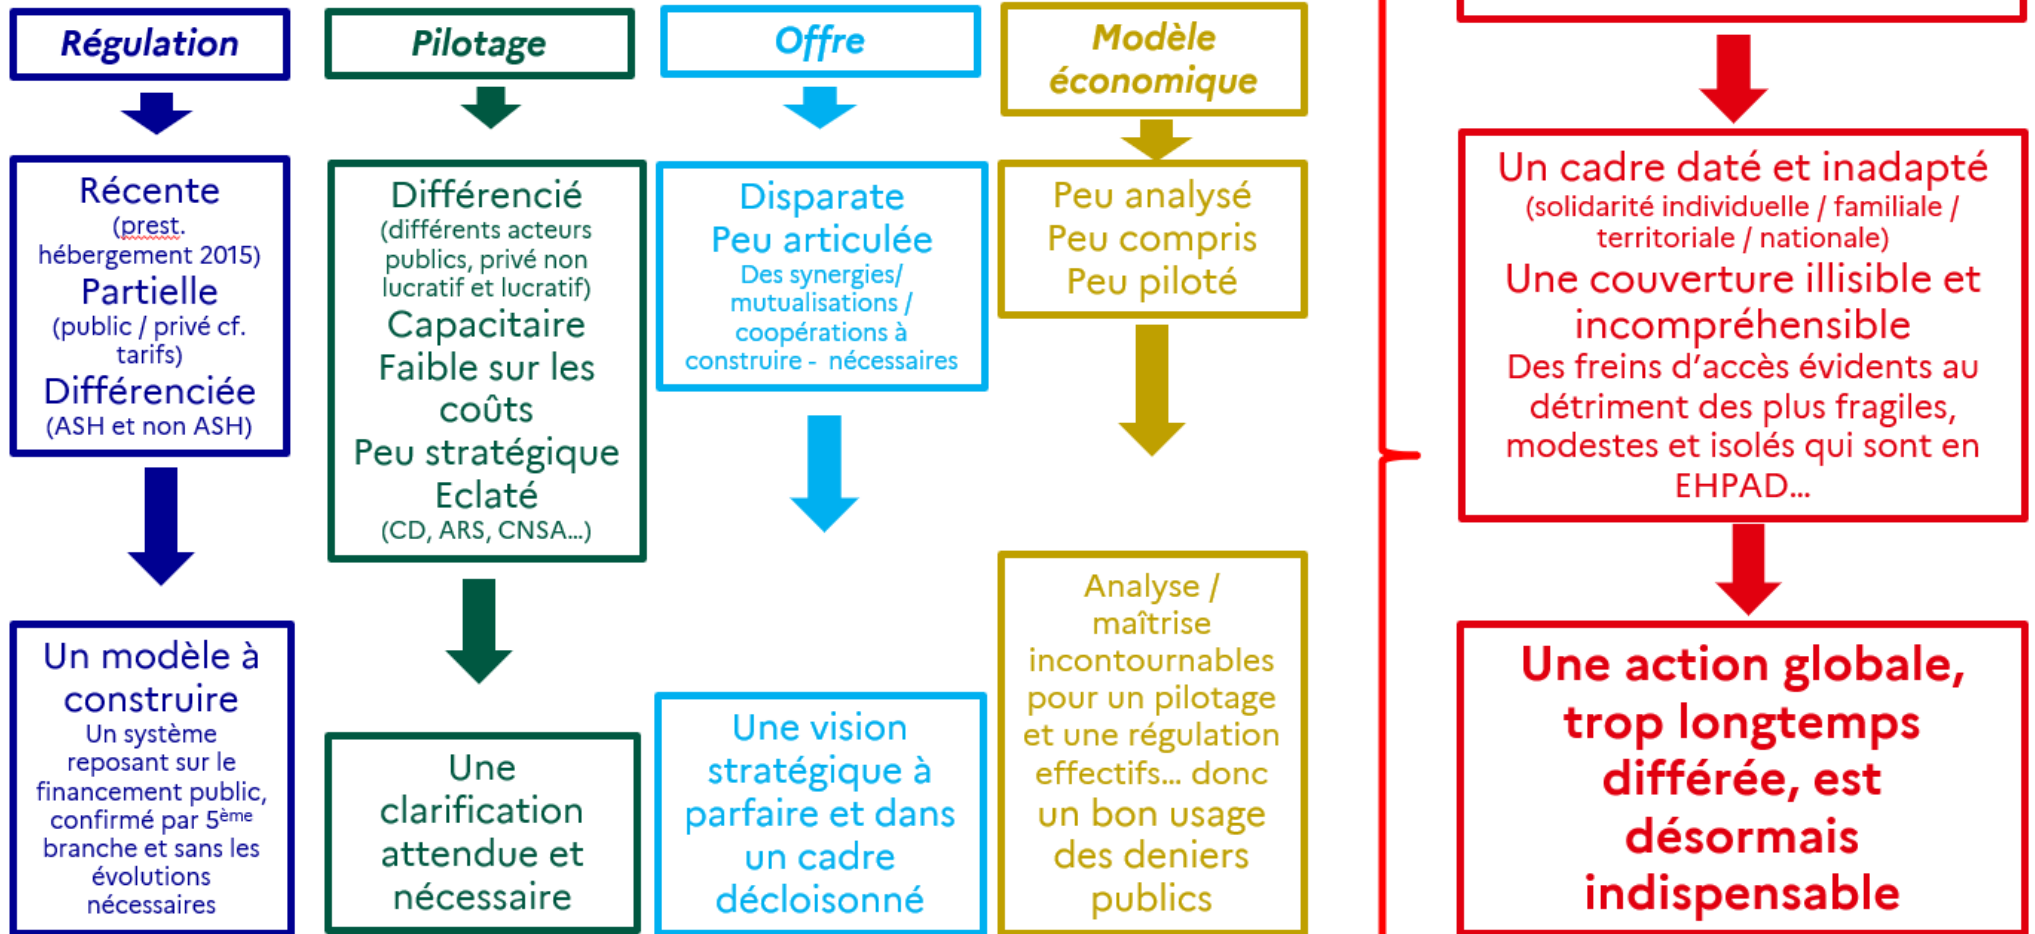 Régulation
Récente
(prest.
hébergement 2015)
Partielle
(public / privé cf.
tarifs)
Différenciée
(ASH et non ASH)
Un modèle à
construire
Un système
reposant sur le
financement public,
confirmé par 5ème
branche et sans les
évolutions
nécessaires
Pilotage
Différencié
(différents acteurs
publics, privé non
lucratif et lucratif)
Capacitaire
Faible sur les
coûts
Peu stratégique
Eclaté
(CD, ARS, CNSA…)
Une
clarification
attendue et
nécessaire
Offre
Disparate
Peu articulée
Des synergies/
mutualisations /
coopérations à
construire - nécessaires
Une vision
stratégique à
parfaire et dans
un cadre
décloisonné
Modèle
économique
Peu analysé
Peu compris
Peu piloté
Analyse /
maîtrise
incontournables
pour un pilotage
et une régulation
effectifs… donc
un bon usage
des deniers
publics
Un cadre daté et inadapté
(solidarité individuelle / familiale /
territoriale / nationale)
Une couverture illisible et
incompréhensible
Des freins d’accès évidents au
détriment des plus fragiles,
modestes et isolés qui sont en
EHPAD…
Une action globale,
trop longtemps
différée, est
désormais
indispensable